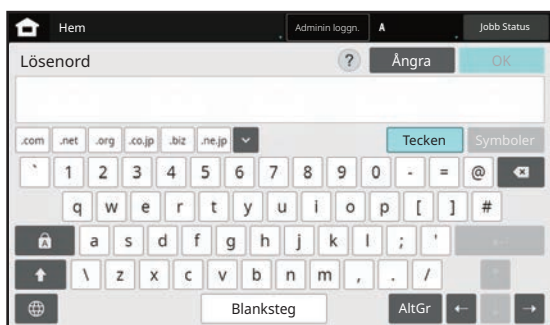 Hem Adminin loggn. A Jobb Status
Lösenord ? Ångra OK
.com .net .org .co.jp .biz .ne.jp Tecken Symboler
` 1 2 3 4 5 6 7 8 9 0 - = @
q w e r t y u i o p [ ] #
A a s d f g h j k l ; '
\ z x c v b n m , . /
Blanksteg AltGr